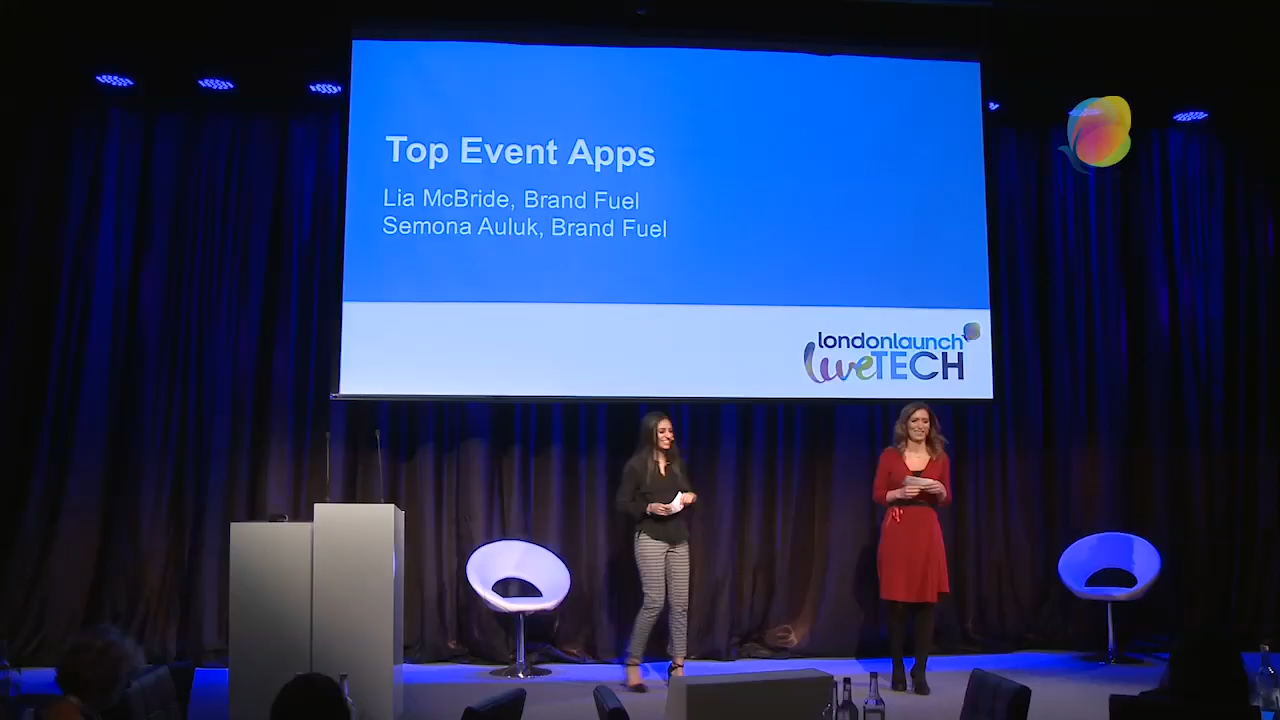 Top Event Apps
Lia McBride, Brand Fuel
Semona Auluk, Brand Fuel
londonlaunch
liveTECH